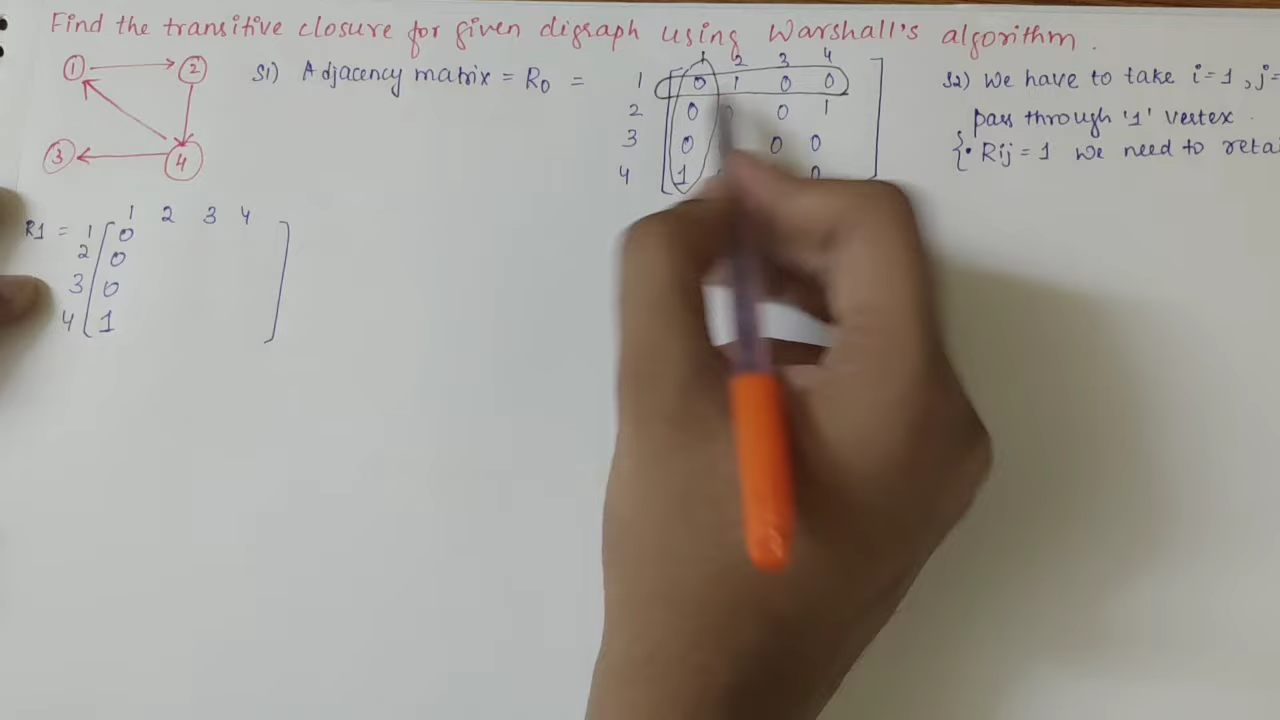 Find the transitive closure for given digraph using Warshall's algorithm.
1 2
3 4
S1) Adjacency matrix = R0 =
1 2 3 4
1 0 1 0 0
2 0 0 1
3 0 0 0
4 1 0
S2) We have to take i=1, j=
pass through '1' vertex.
{• Rij = 1 we need to
R1 =
1 2 3 4
1 0
2 0
3 0
4 1